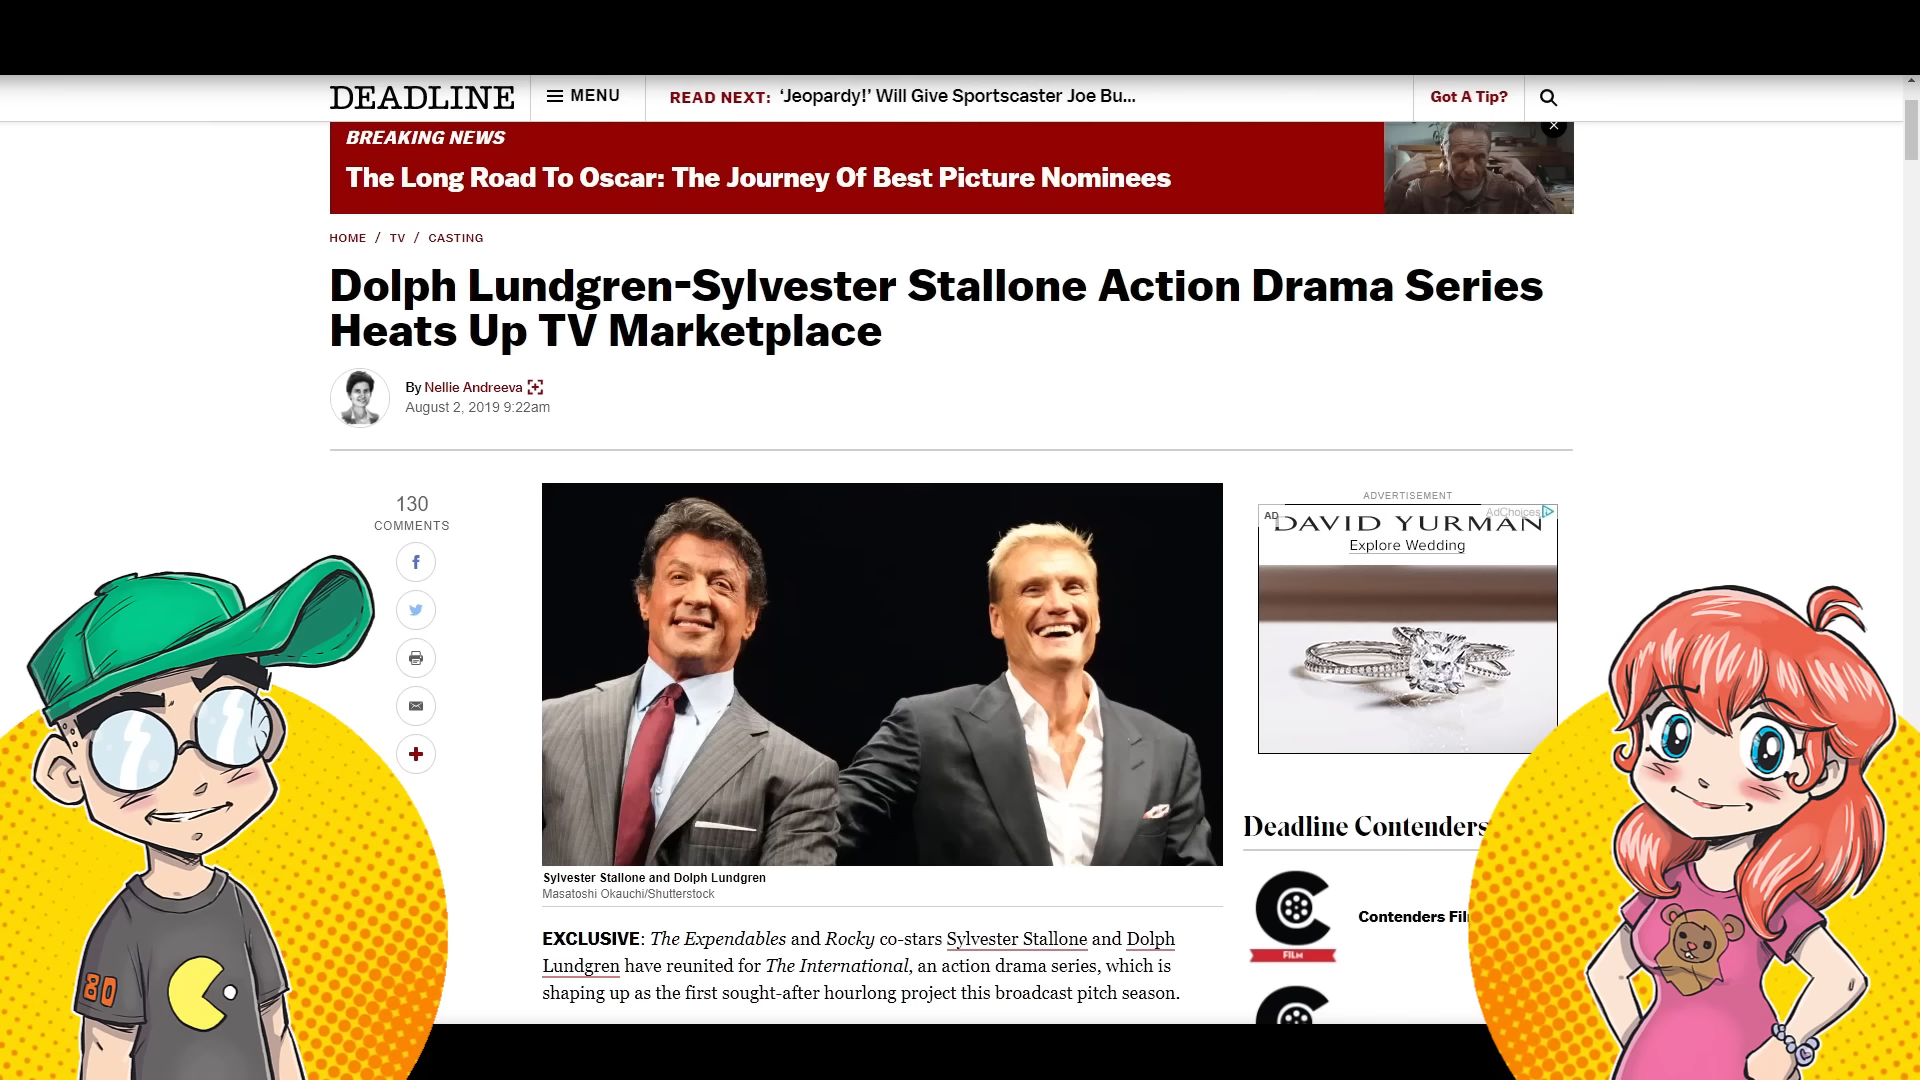 DEADLINE
MENU
READ NEXT: ‘Jeopardy!’ Will Give Sportscaster Joe Bu...
Got A Tip?
BREAKING NEWS
The Long Road To Oscar: The Journey Of Best Picture Nominees
HOME / TV / CASTING
Dolph Lundgren-Sylvester Stallone Action Drama Series
Heats Up TV Marketplace
By Nellie Andreeva
August 2, 2019 9:22am
130
COMMENTS
Sylvester Stallone and Dolph Lundgren
Masatoshi Okauchi/Shutterstock
EXCLUSIVE: The Expendables and Rocky co-stars Sylvester Stallone and Dolph
Lundgren have reunited for The International, an action drama series, which is
shaping up as the first sought-after hourlong project this broadcast pitch season.
ADVERTISEMENT
AD
AdChoices
DAVID YURMAN
Explore Wedding
Deadline Contenders
FILM
Contenders Fil
80